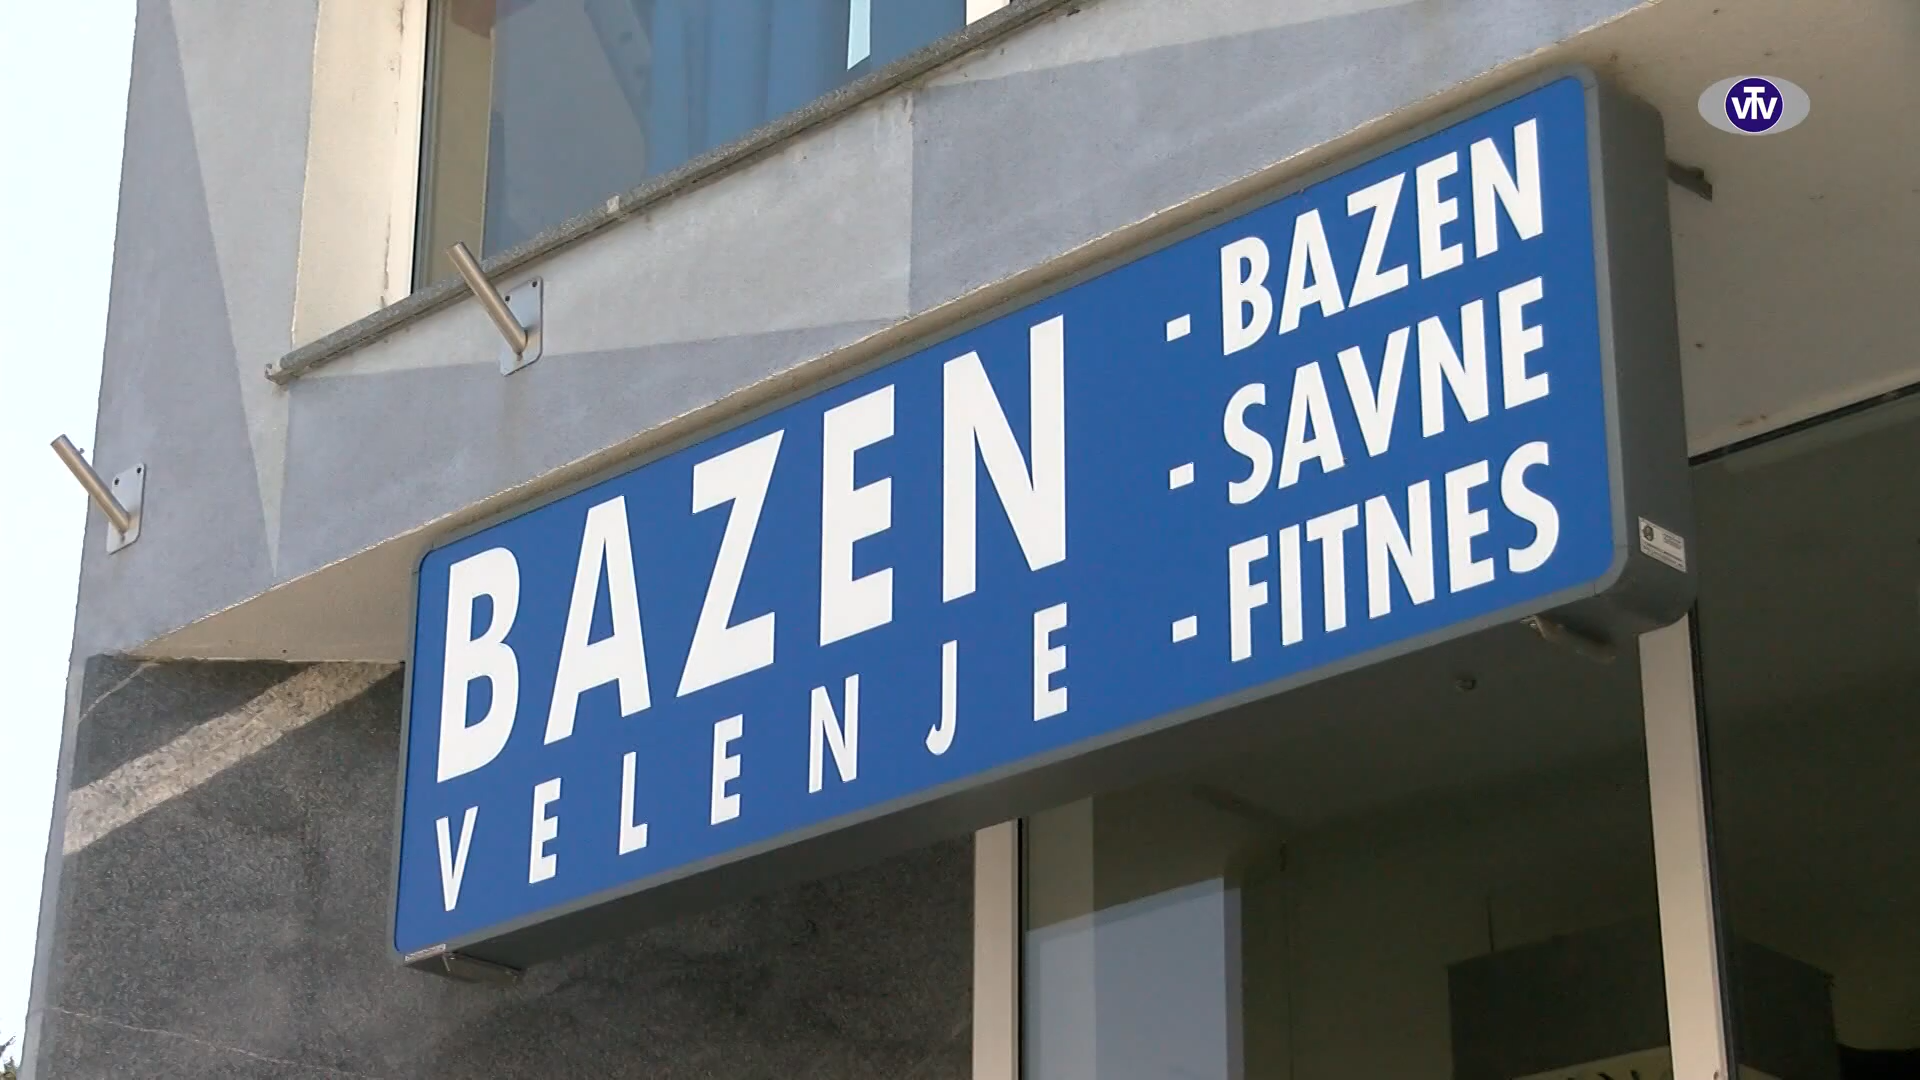 BAZEN
VELENJE
- BAZEN
- SAVNE
- FITNES
VTV